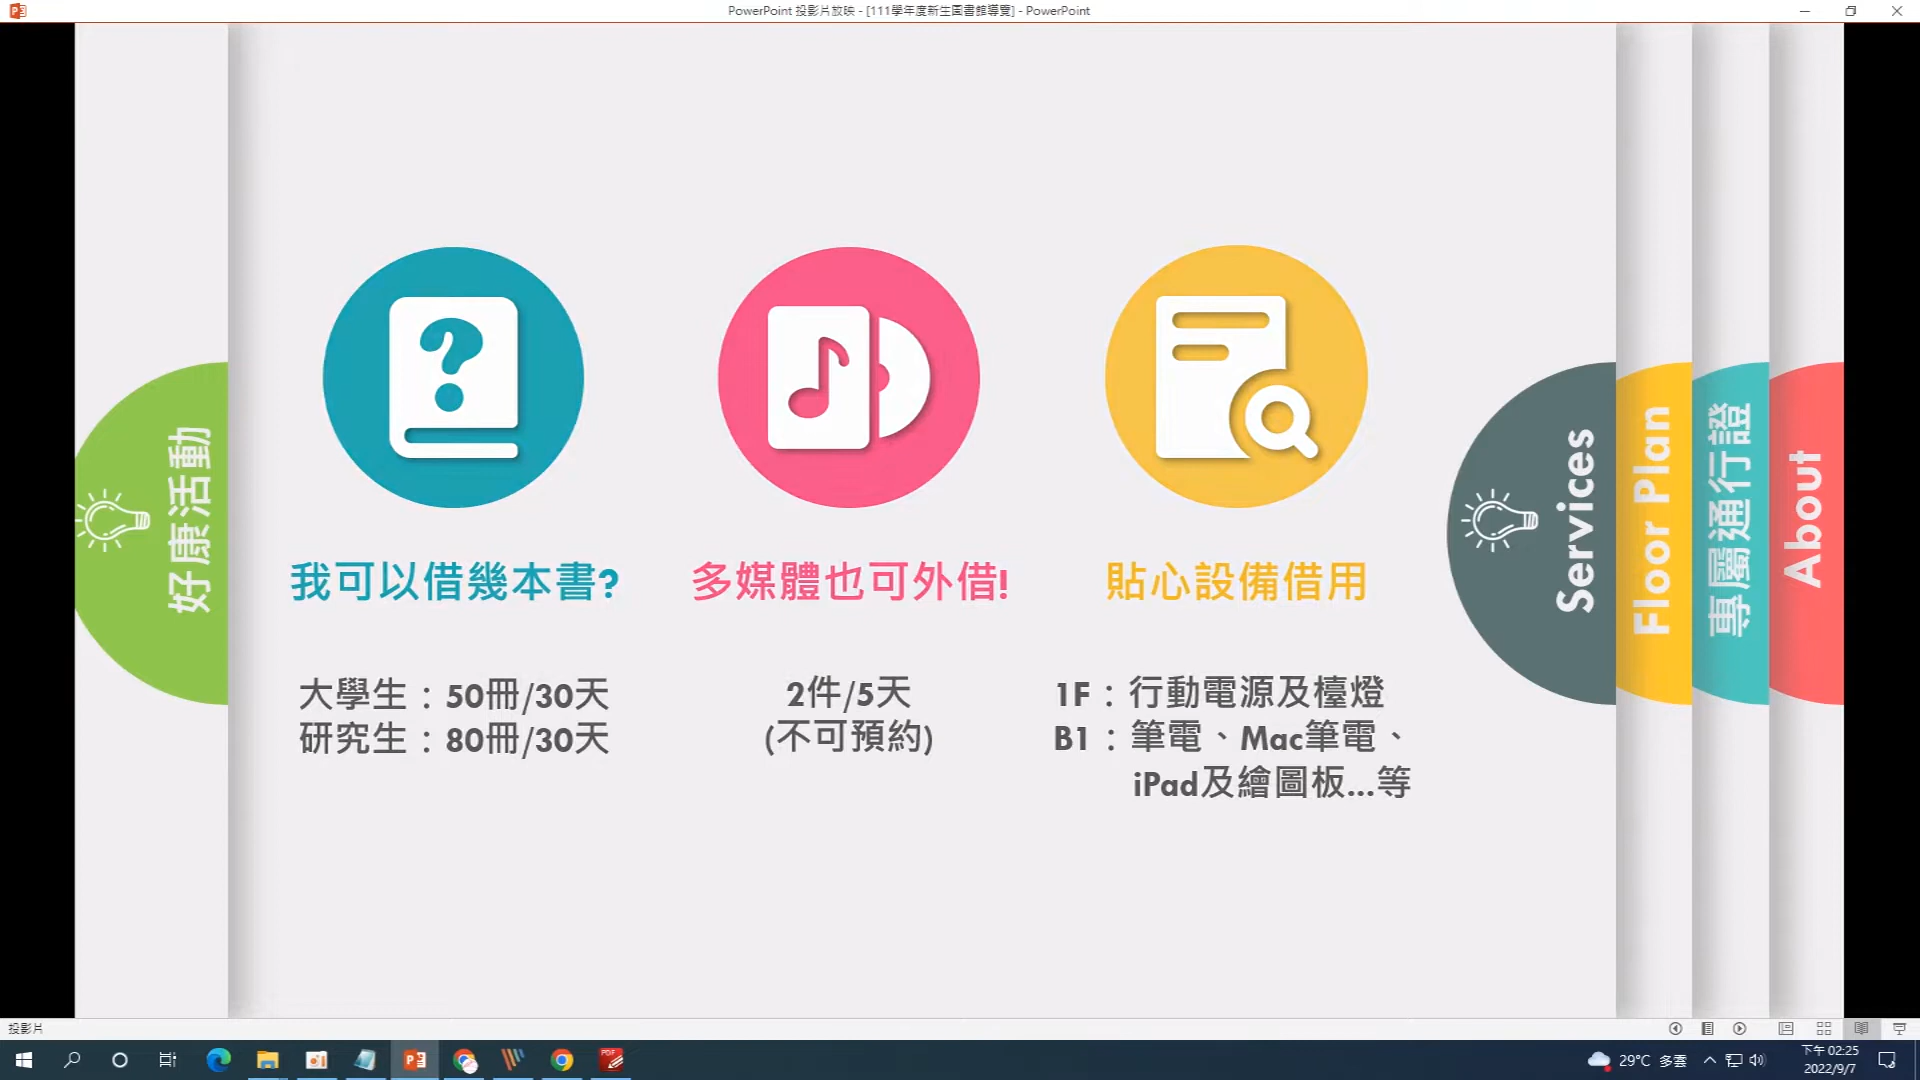 PowerPoint 投影片放映 - [111學年度新生圖書館導覽] - PowerPoint
好康活動
我可以借幾本書?
大學生：50冊/30天
研究生：80冊/30天
多媒體也可外借!
2件/5天
(不可預約)
貼心設備借用
1F：行動電源及檯燈
B1：筆電、Mac筆電、
iPad及繪圖板...等
Services
Floor Plan
專屬通行證
About
投影片
29°C 多雲
下午 02:25
2022/9/7